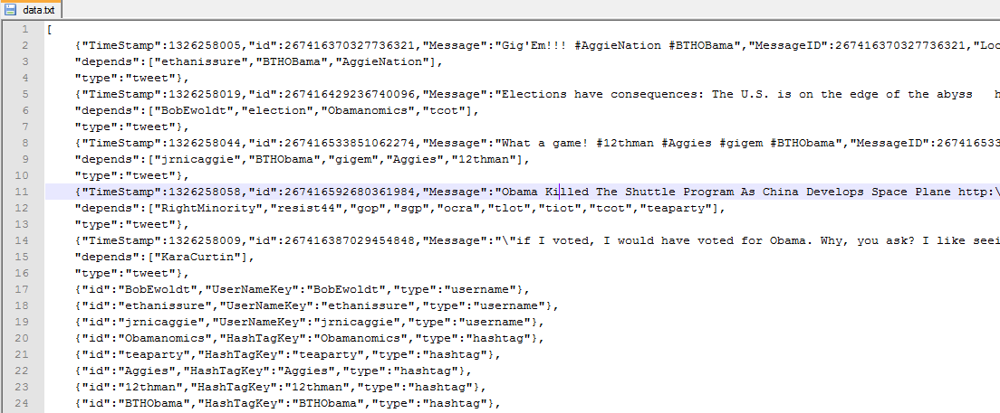 data.txt
1 [
2 {"TimeStamp":1326258005,"id":267416370327736321,"Message":"Gig'Em!!! #AggieNation #BTHOBama","MessageID":267416370327736321,"Loc
3 "depends":["ethanissure","BTHOBama","AggieNation"],
4 "type":"tweet"},
5 {"TimeStamp":1326258019,"id":267416429236740096,"Message":"Elections have consequences: The U.S. is on the edge of the abyss h
6 "depends":["BobEwoldt","election","Obamanomics","tcot"],
7 "type":"tweet"},
8 {"TimeStamp":1326258044,"id":267416533851062274,"Message":"What a game! #12thman #Aggies #gigem #BTHObama","MessageID":26741653
9 "depends":["jrnicaggie","BTHObama","gigem","Aggies","12thman"],
10 "type":"tweet"},
11 {"TimeStamp":1326258058,"id":267416592680361984,"Message":"Obama Killed The Shuttle Program As China Develops Space Plane http:\
12 "depends":["RightMinority","resist44","gop","sgp","ocra","tlot","tiot","tcot","teaparty"],
13 "type":"tweet"},
14 {"TimeStamp":1326258009,"id":267416387029454848,"Message":"\"if I voted, I would have voted for Obama. Why, you ask? I like seei
15 "depends":["KaraCurtin"],
16 "type":"tweet"},
17 {"id":"BobEwoldt","UserNameKey":"BobEwoldt","type":"username"},
18 {"id":"ethanissure","UserNameKey":"ethanissure","type":"username"},
19 {"id":"jrnicaggie","UserNameKey":"jrnicaggie","type":"username"},
20 {"id":"Obamanomics","HashTagKey":"Obamanomics","type":"hashtag"},
21 {"id":"teaparty","HashTagKey":"teaparty","type":"hashtag"},
22 {"id":"Aggies","HashTagKey":"Aggies","type":"hashtag"},
23 {"id":"12thman","HashTagKey":"12thman","type":"hashtag"},
24 {"id":"BTHObama","HashTagKey":"BTHObama","type":"hashtag"},